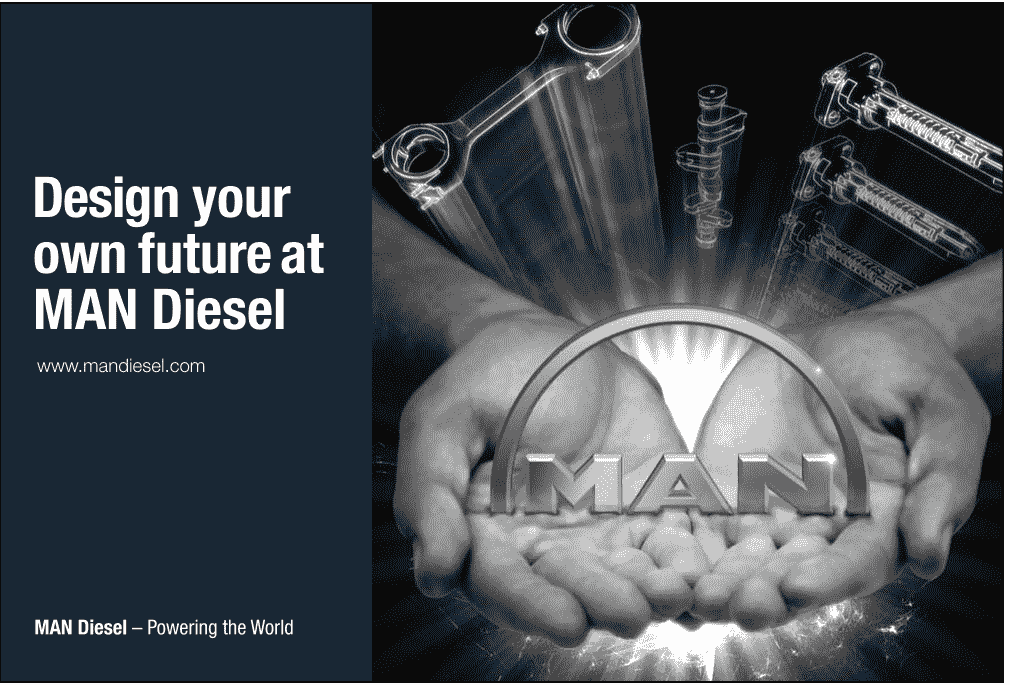 Design your
own future at
MAN Diesel
www.mandiesel.com
MAN
MAN Diesel – Powering the World